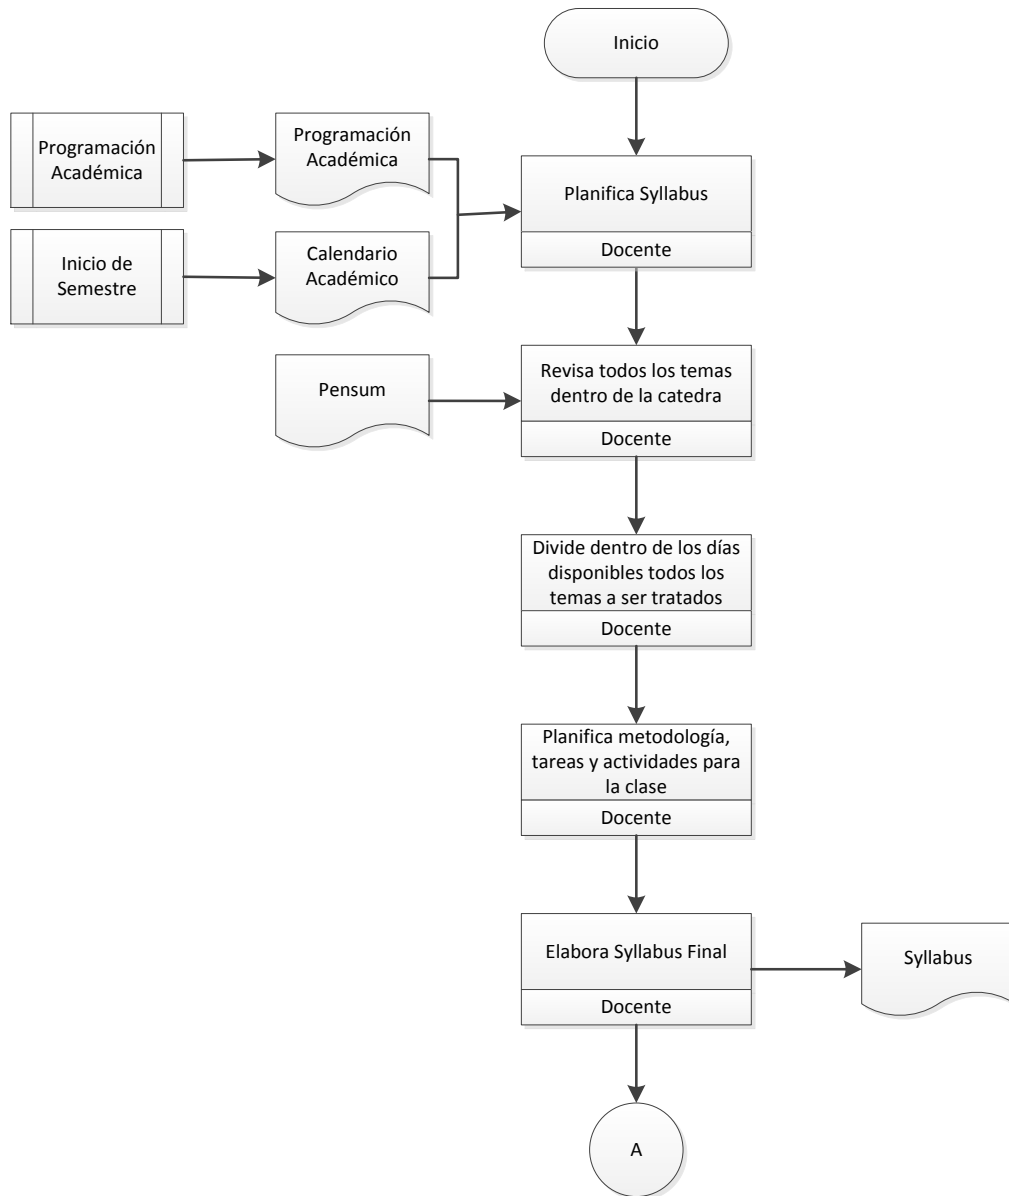 Inicio
Programación
Académica
Programación
Académica
Planifica Syllabus
Docente
Inicio de
Semestre
Calendario
Académico
Pensum
Revisa todos los temas
dentro de la catedra
Docente
Divide dentro de los días
disponibles todos los
temas a ser tratados
Docente
Planifica metodología,
tareas y actividades para
la clase
Docente
Elabora Syllabus Final
Docente
Syllabus
A